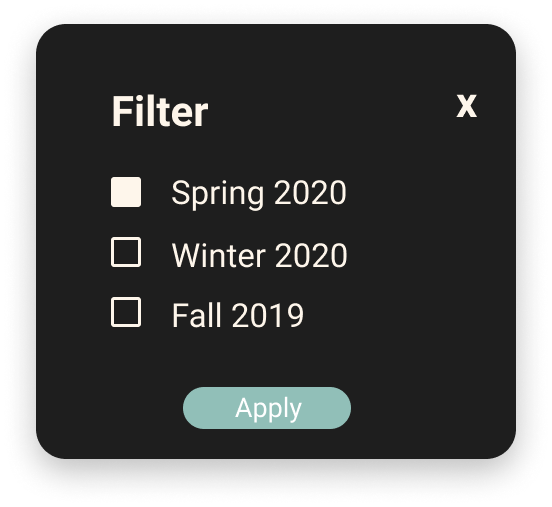 Filter
x
Spring 2020
Winter 2020
Fall 2019
Apply